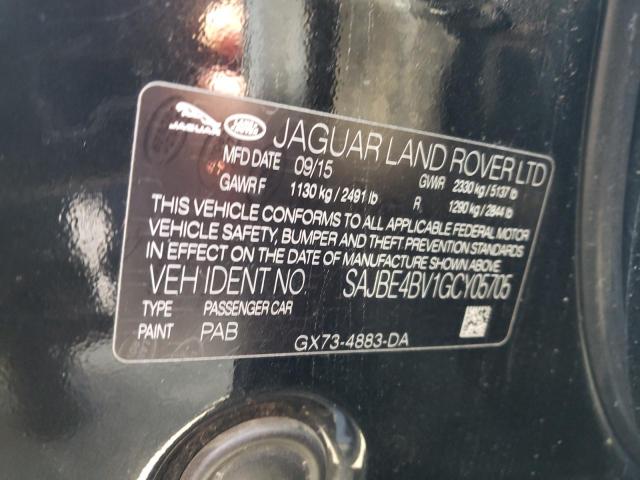 JAGUAR LAND ROVER JAGUAR LAND ROVER LTD
MFD DATE 09/15 GVWR 2330 kg / 5137 lb
GAWR F 1130 kg / 2491 lb R 1290 kg / 2844 lb
THIS VEHICLE CONFORMS TO ALL APPLICABLE FEDERAL MOTOR
VEHICLE SAFETY, BUMPER AND THEFT PREVENTION STANDARDS
IN EFFECT ON THE DATE OF MANUFACTURE SHOWN ABOVE.
VEH IDENT NO. SAJBE4BV1GCY05705
TYPE PASSENGER CAR
PAINT PAB
GX73-4883-DA